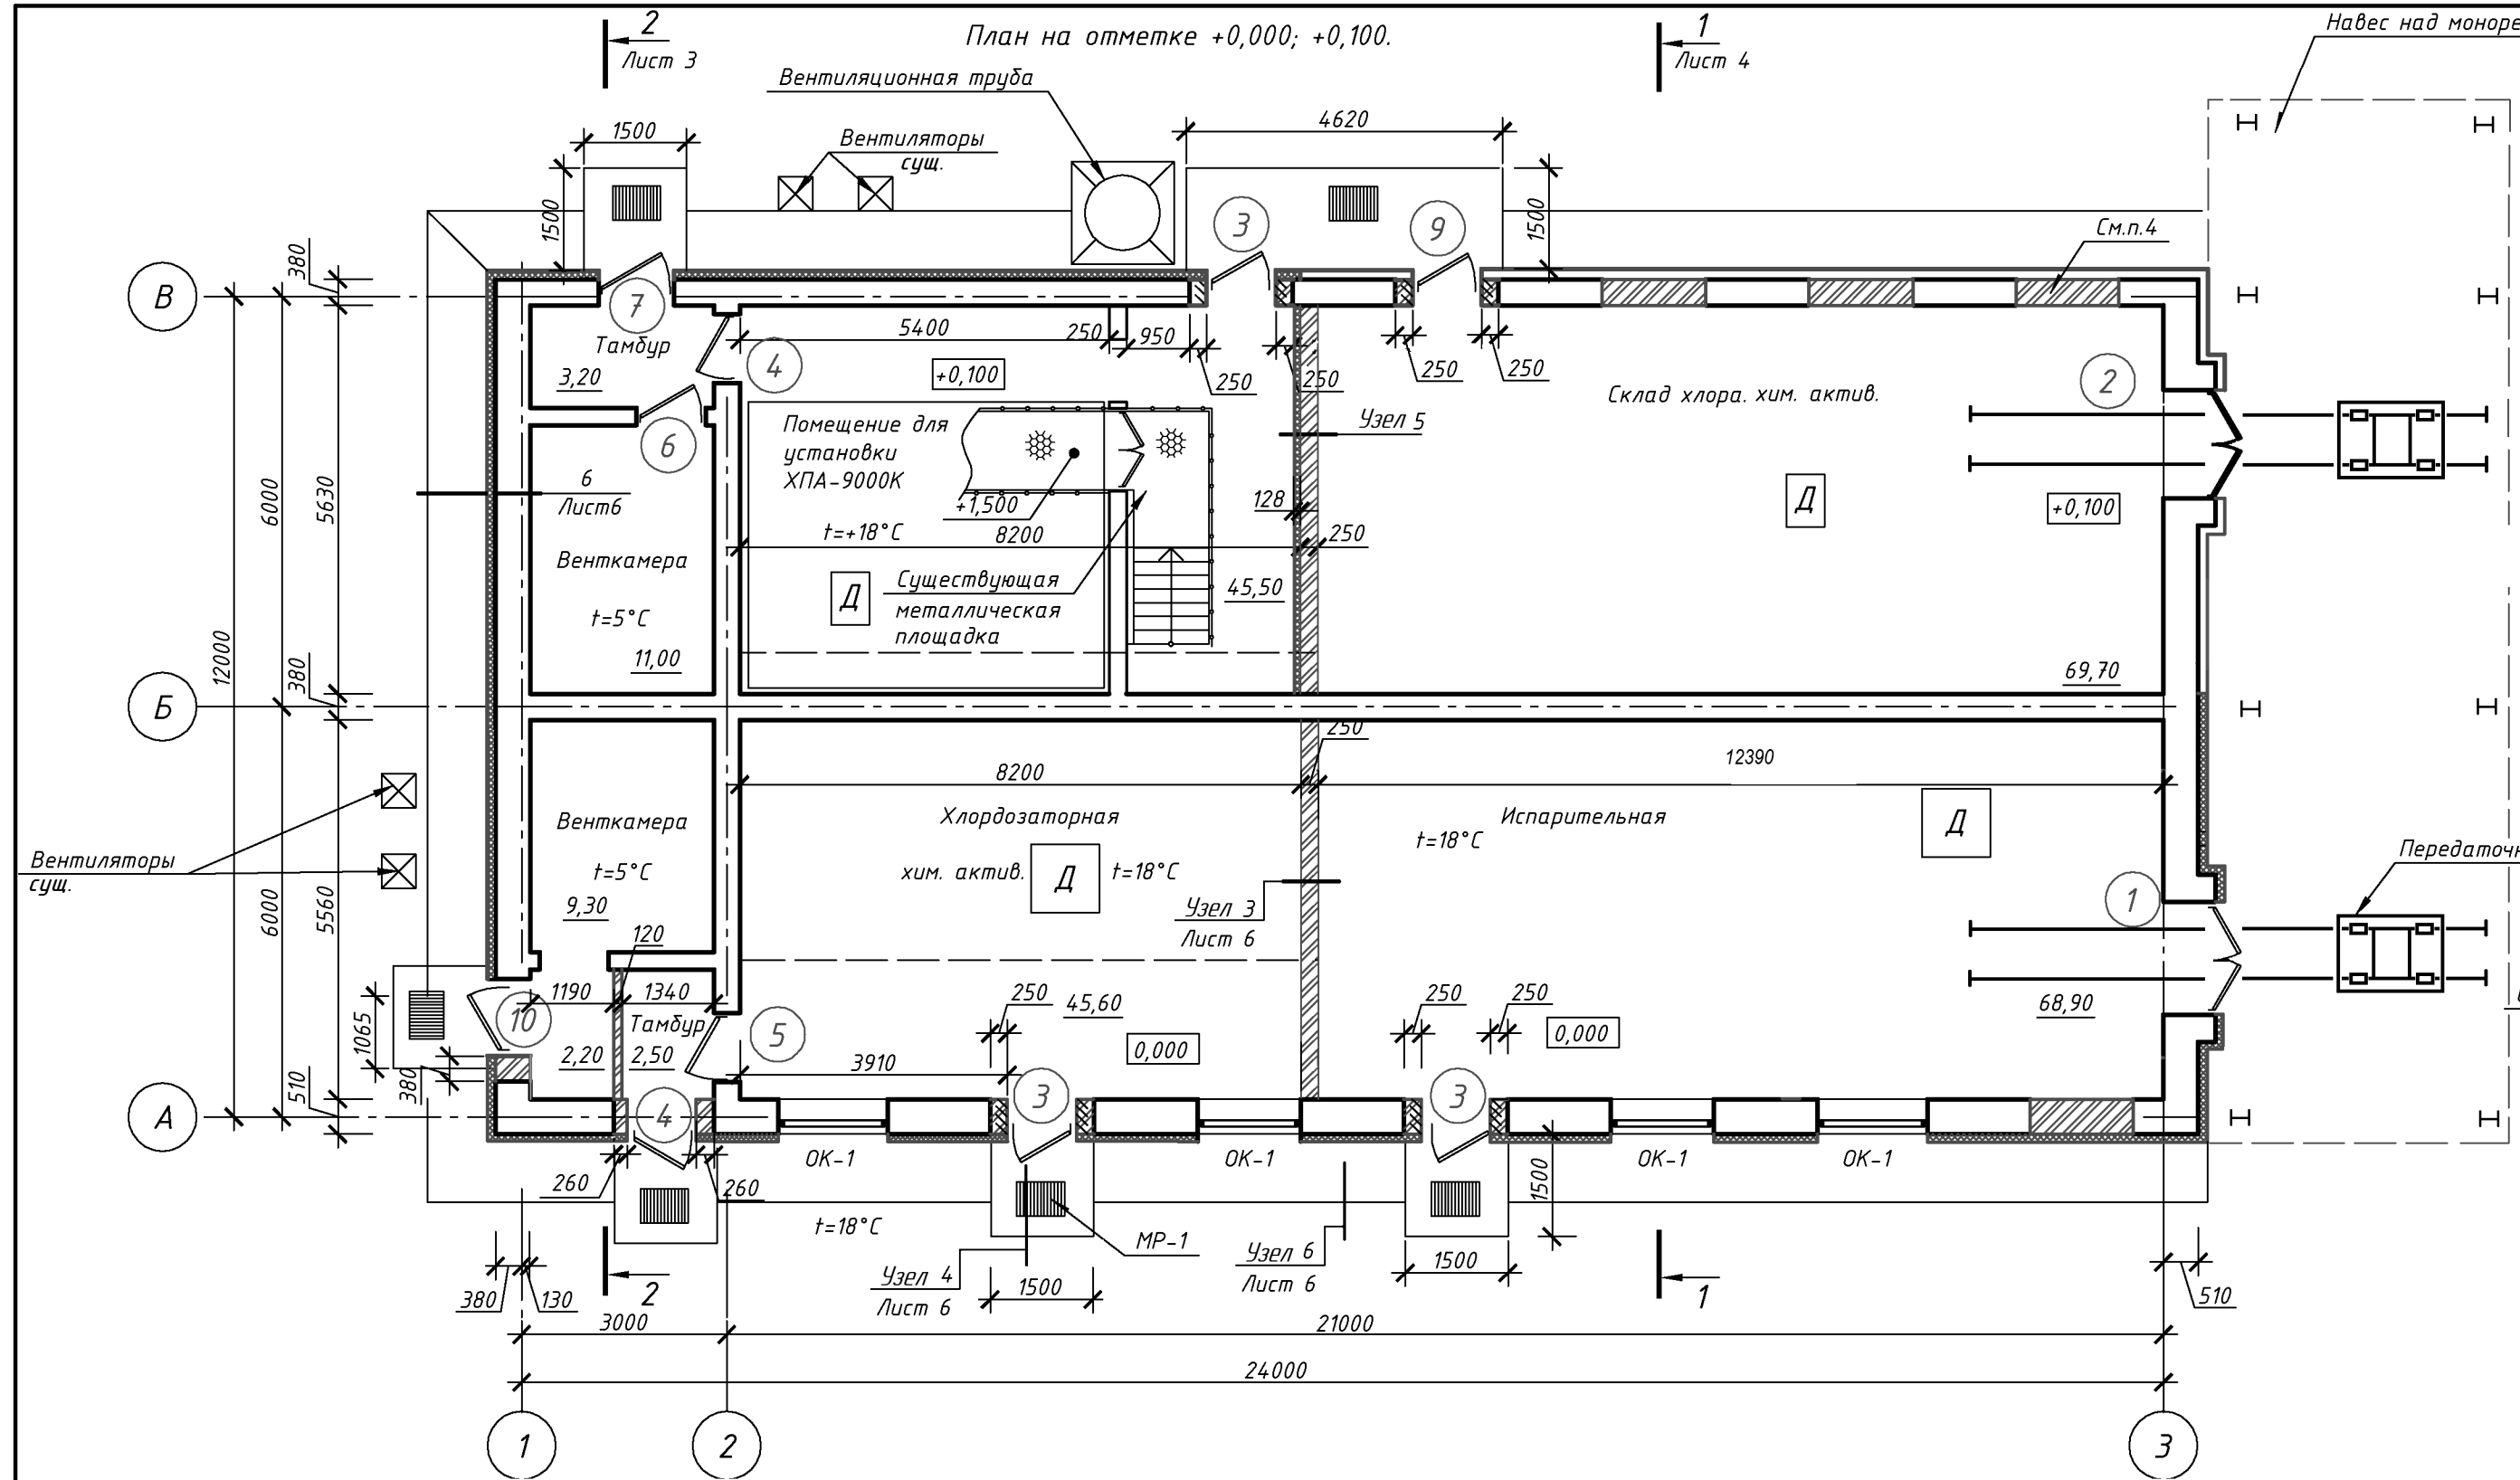 План на отметке +0,000; +0,100.
2
Лист 3
1
Лист 4
Навес над моноре
Вентиляционная труба
Вентиляторы
сущ.
1500
4620
1500
1500
3
9
См.п.4
380
В
7
Тамбур
3,20
4
5400
250
950
250
250
250
250
+0,100
2
Склад хлора. хим. актив.
Помещение для
установки
ХПА-9000К
Узел 5
6
6
Лист6
+1,500
128
Д
+0,100
t=+18°С
8200
250
6000
5630
Венткамера
t=5°С
11,00
Д
Существующая
металлическая
площадка
45,50
69,70
12000
380
Б
250
8200
12390
Венткамера
t=5°С
9,30
Хлордозаторная
хим. актив.
Д
t=18°С
Испарительная
t=18°С
Д
Вентиляторы
сущ.
Передаточн
6000
5560
Узел 3
Лист 6
1
120
1190
1340
10
Тамбур
2,20
2,50
5
250
45,60
0,000
250
250
0,000
68,90
1065
380
510
3910
А
4
3
3
ОК-1
ОК-1
ОК-1
ОК-1
260
260
t=18°С
МР-1
1500
Узел 4
Лист 6
1500
Узел 6
Лист 6
1500
380
130
2
1
510
3000
21000
24000
1
2
3